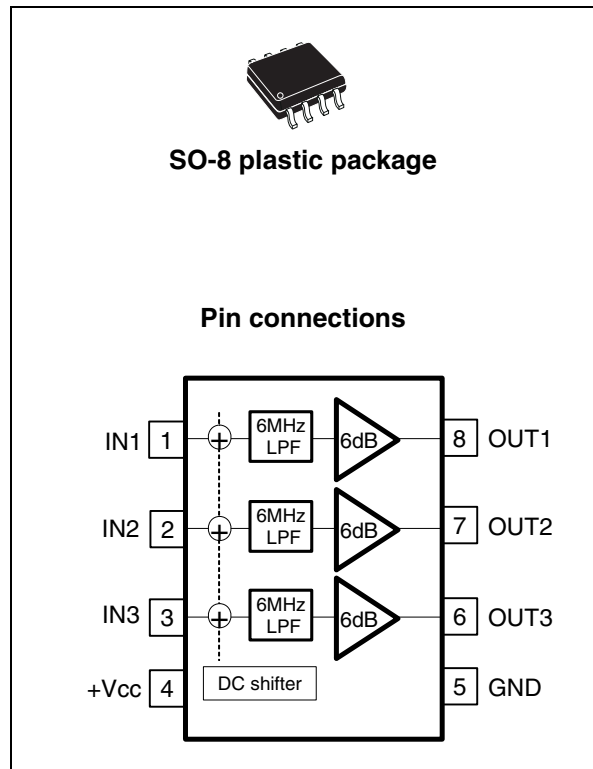 SO-8 plastic package
Pin connections
IN1 1 + 6MHz LPF 6dB 8 OUT1
IN2 2 + 6MHz LPF 6dB 7 OUT2
IN3 3 + 6MHz LPF 6dB 6 OUT3
+Vcc 4 DC shifter 5 GND